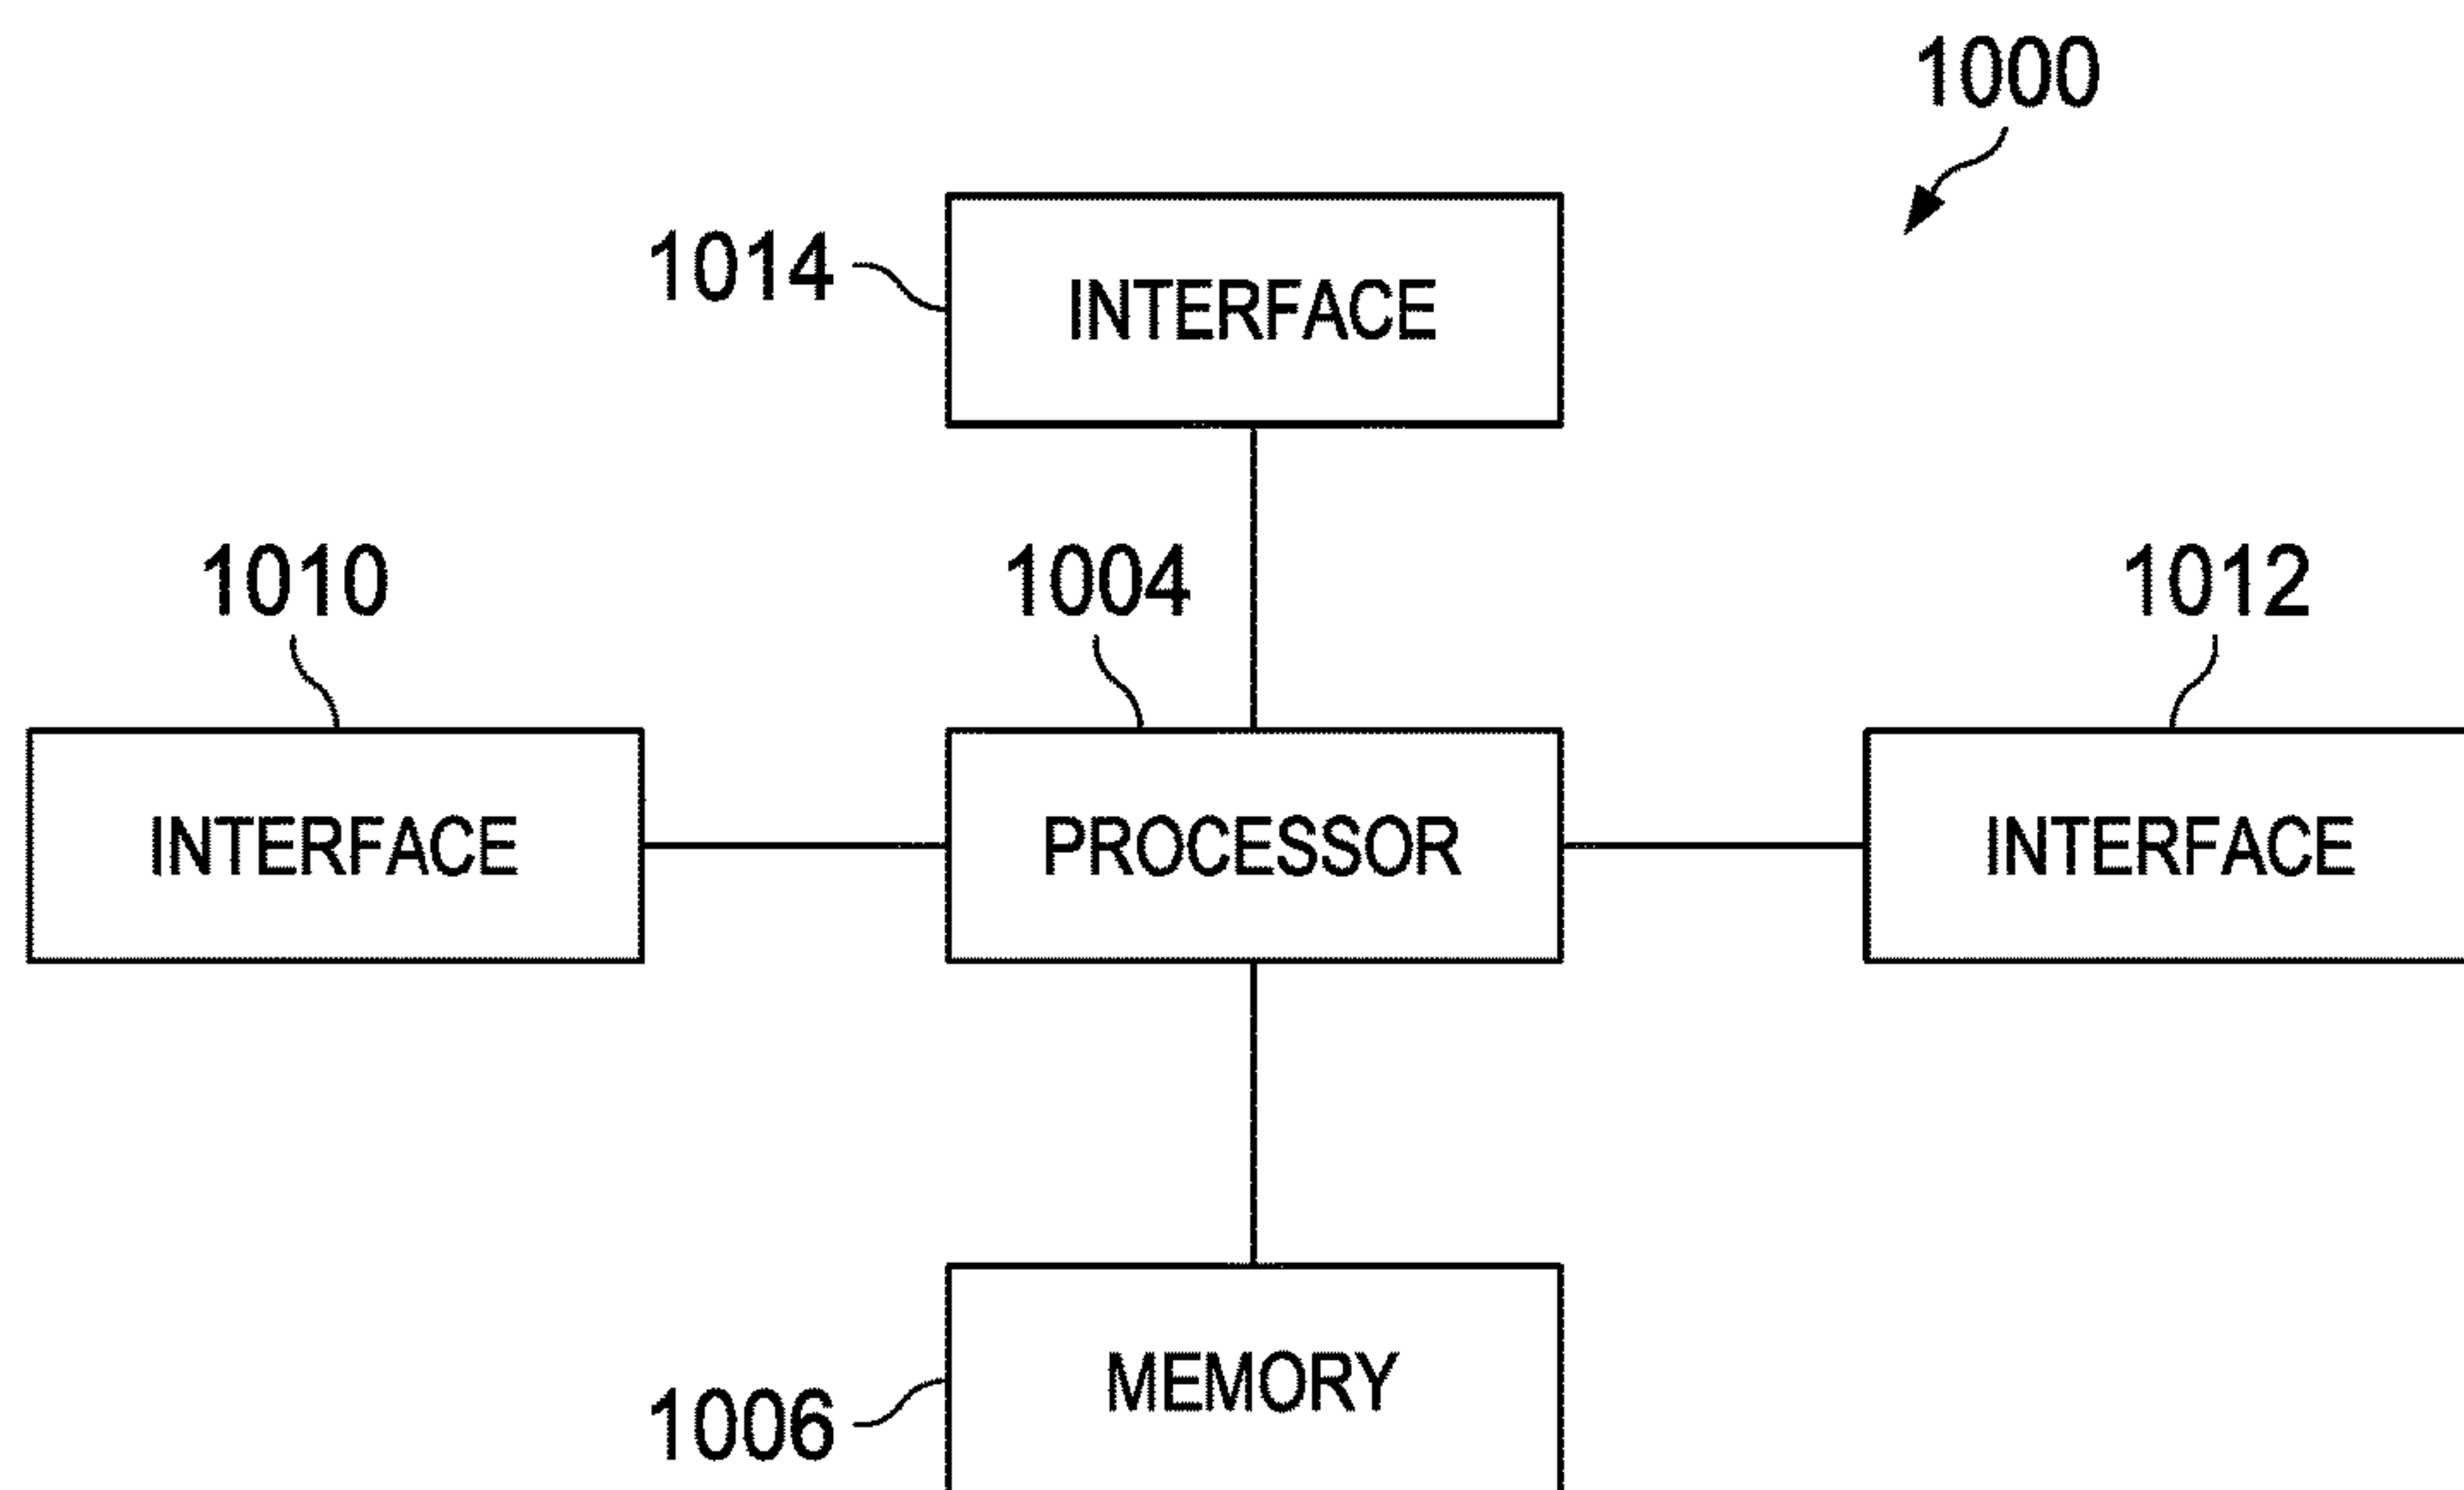 1000
1014
INTERFACE
1010
1004
1012
INTERFACE
PROCESSOR
INTERFACE
MEMORY
1006